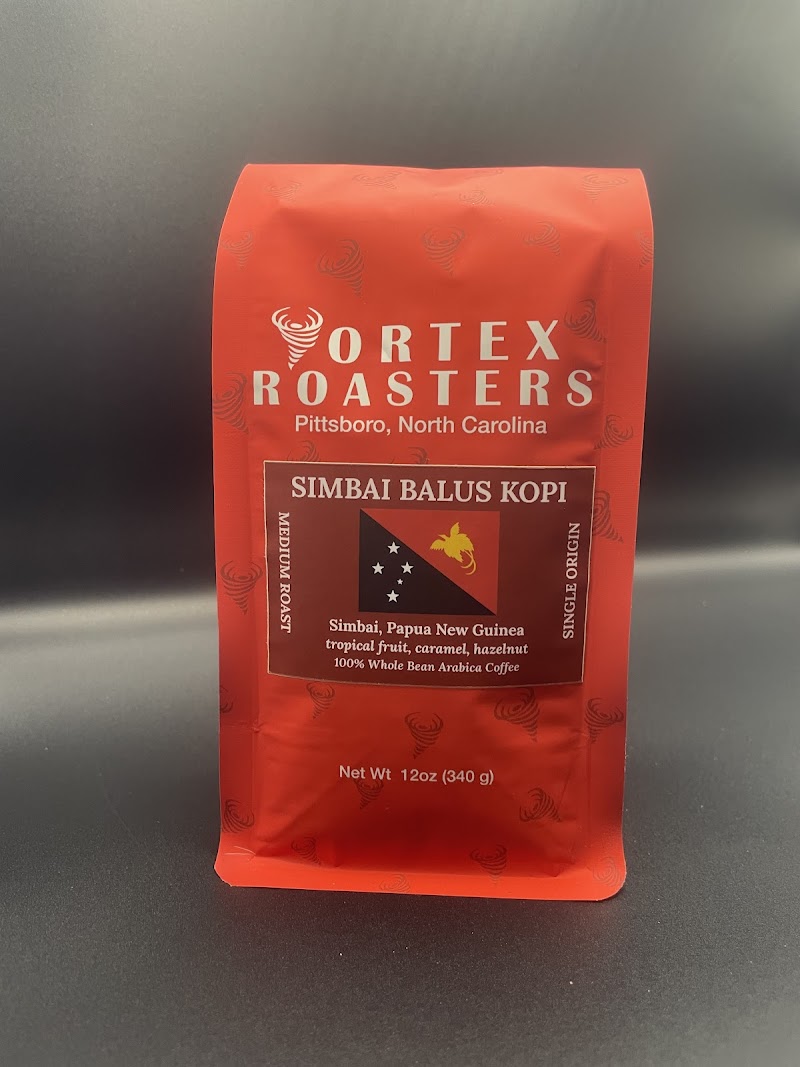 VORTEX
ROASTERS
Pittsboro, North Carolina
SIMBAI BALUS KOPI
MEDIUM ROAST
SINGLE ORIGIN
Simbai, Papua New Guinea
tropical fruit, caramel, hazelnut
100% Whole Bean Arabica Coffee
Net Wt 12oz (340 g)